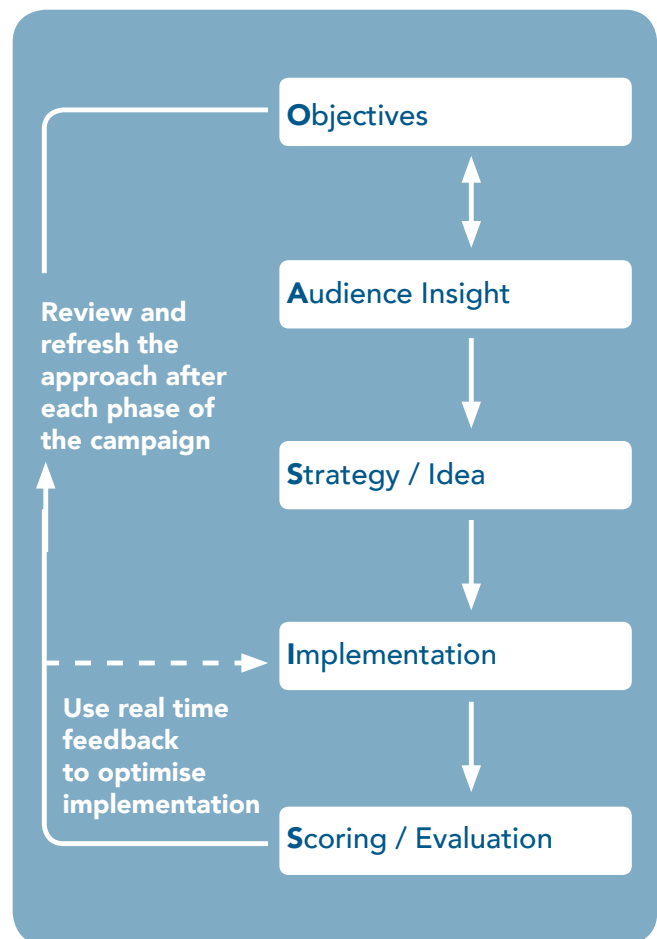 Objectives
Audience Insight
Review and
refresh the
approach after
each phase of
the campaign
Strategy / Idea
Implementation
Use real time
feedback
to optimise
implementation
Scoring / Evaluation